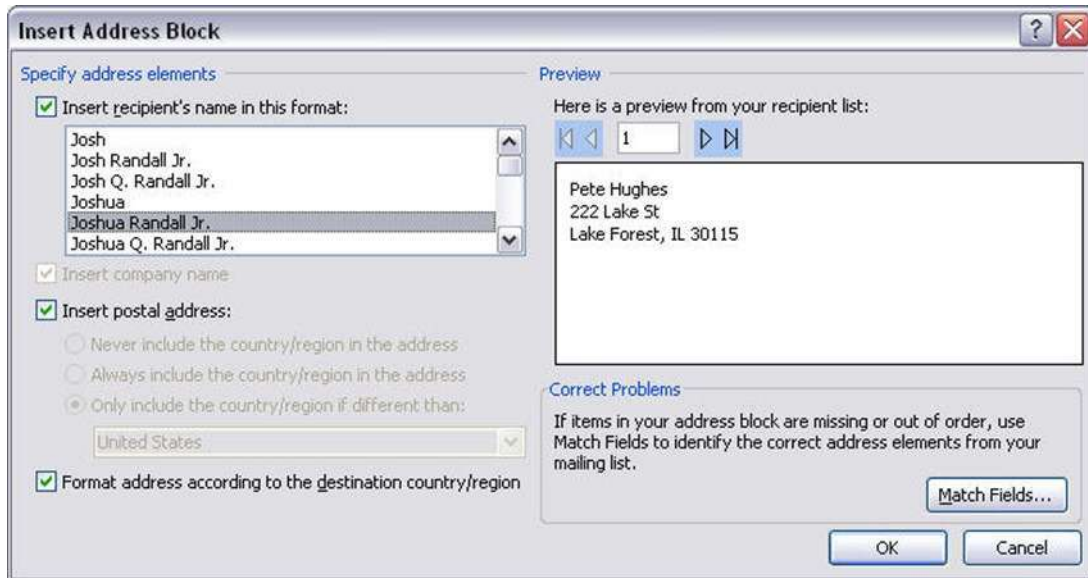 Insert Address Block
Specify address elements
Insert recipient's name in this format:
Josh
Josh Randall Jr.
Josh Q. Randall Jr.
Joshua
Joshua Randall Jr.
Joshua Q. Randall Jr.
Insert company name
Insert postal address:
Never include the country/region in the address
Always include the country/region in the address
Only include the country/region if different than:
United States
Format address according to the destination country/region
Preview
Here is a preview from your recipient list:
1
Pete Hughes
222 Lake St
Lake Forest, IL 30115
Correct Problems
If items in your address block are missing or out of order, use
Match Fields to identify the correct address elements from your
mailing list.
Match Fields...
OK
Cancel